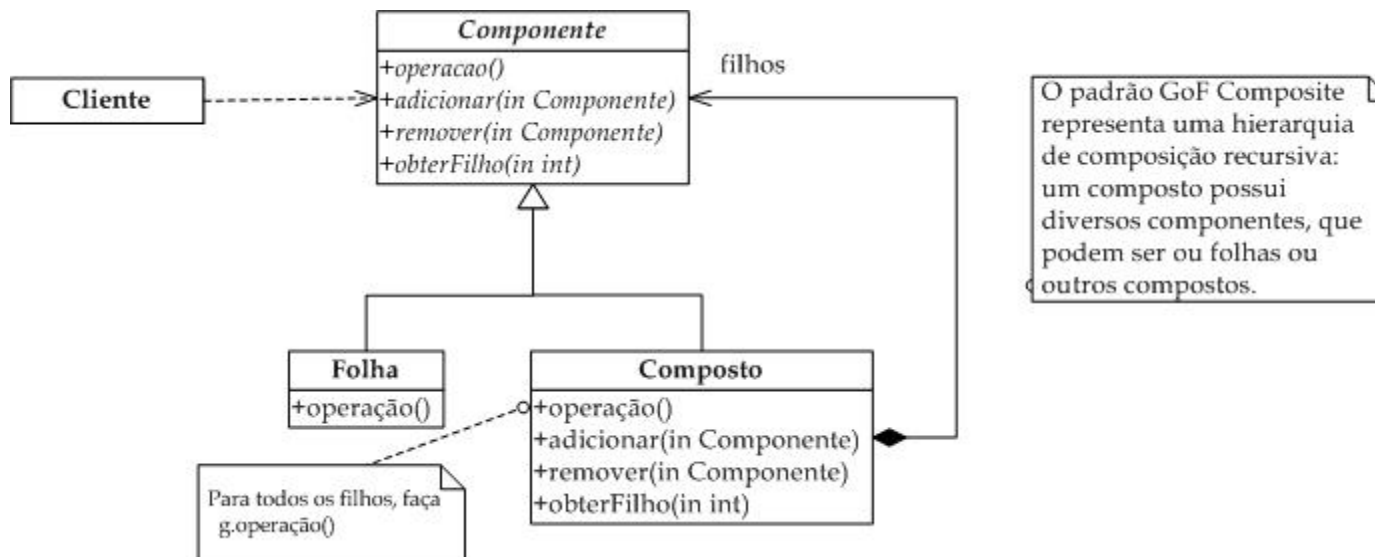 Componente
+operacao()
+adicionar(in Componente)
+remover(in Componente)
+obterFilho(in int)
filhos
Cliente
O padrão GoF Composite
representa uma hierarquia
de composição recursiva:
um composto possui
diversos componentes, que
podem ser ou folhas ou
outros compostos.
Folha
+operação()
Composto
+operação()
+adicionar(in Componente)
+remover(in Componente)
+obterFilho(in int)
Para todos os filhos, faça
g.operação()